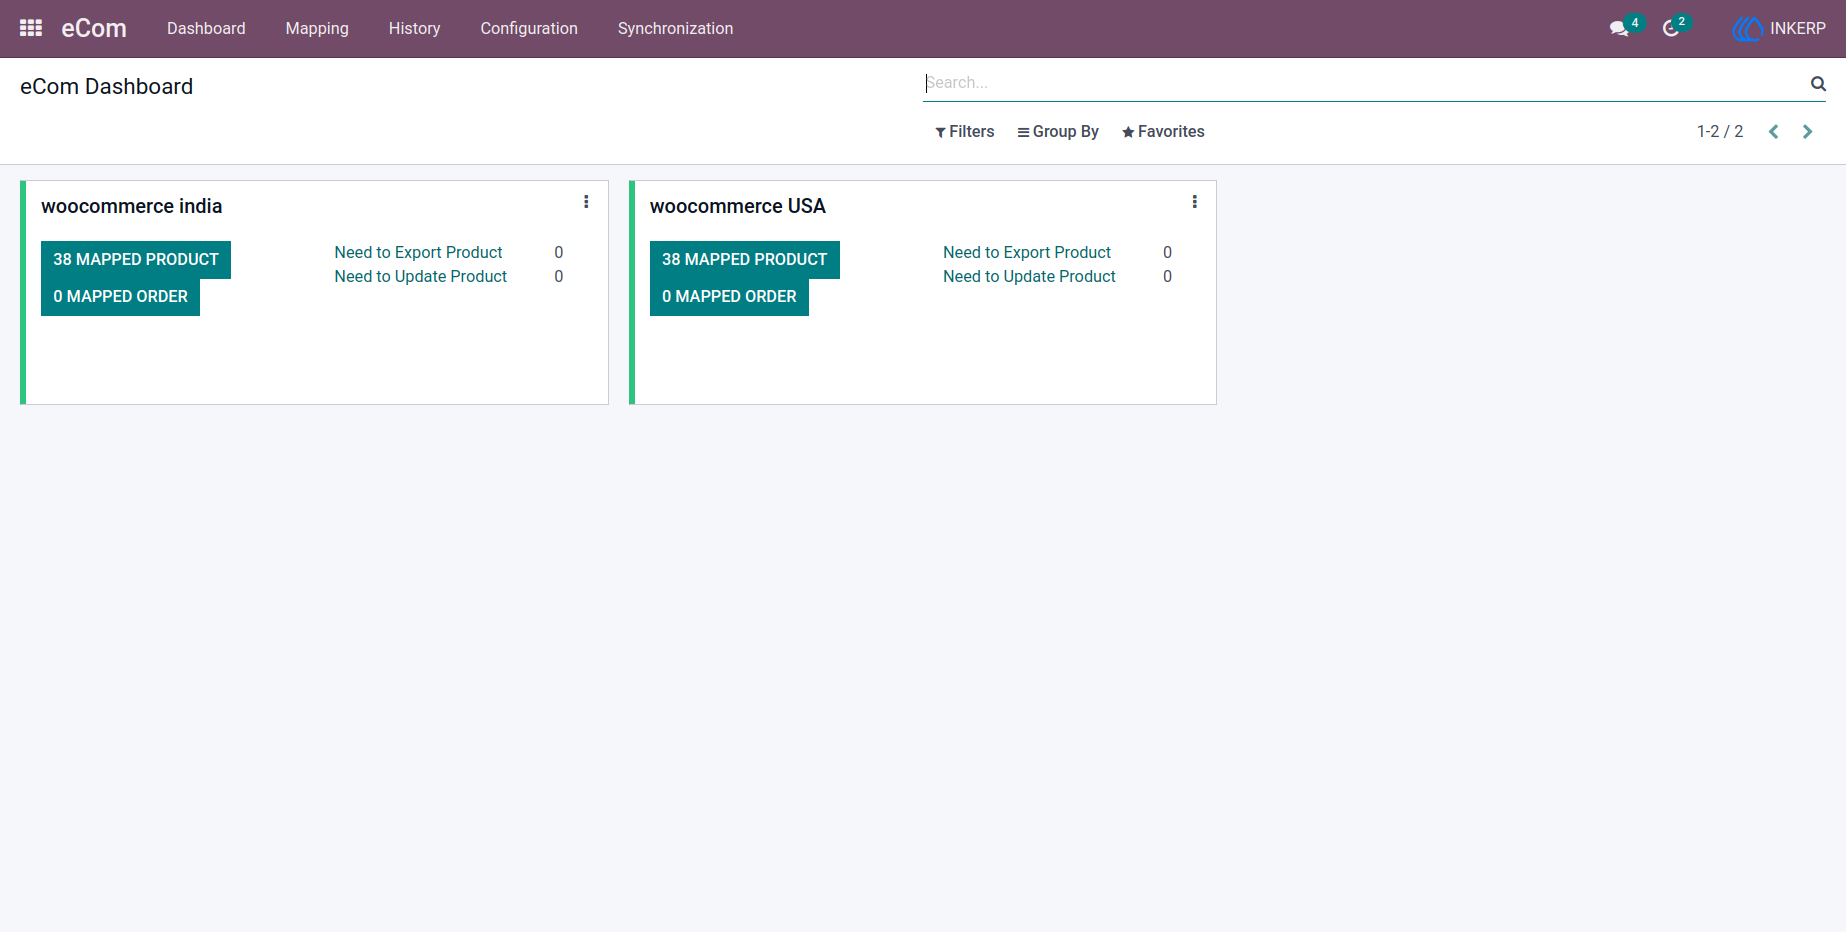 eCom Dashboard Mapping History Configuration Synchronization 4 2 INKERP
eCom Dashboard
Search...
Filters Group By Favorites 1-2 / 2
woocommerce india
38 MAPPED PRODUCT
0 MAPPED ORDER
Need to Export Product 0
Need to Update Product 0
woocommerce USA
38 MAPPED PRODUCT
0 MAPPED ORDER
Need to Export Product 0
Need to Update Product 0